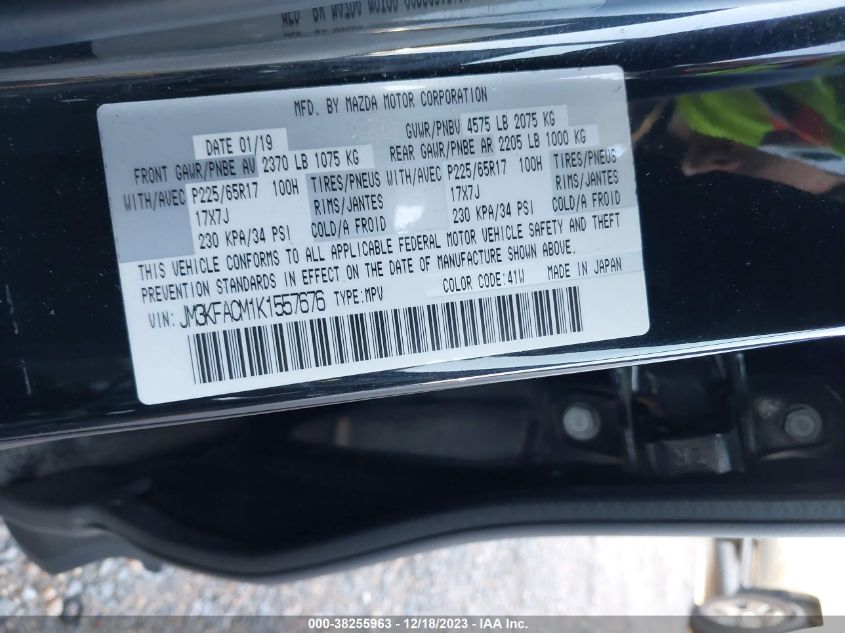 MFD. BY MAZDA MOTOR CORPORATION
DATE 01/19 GVWR/PNBV 4575 LB 2075 KG
FRONT GAWR/PNBE AV 2370 LB 1075 KG REAR GAWR/PNBE AR 2205 LB 1000 KG
WITH/AVEC P225/65R17 100H TIRES/PNEUS WITH/AVEC P225/65R17 100H TIRES/PNEUS
17X7J RIMS/JANTES 17X7J RIMS/JANTES
230 KPA/34 PSI COLD/A FROID 230 KPA/34 PSI COLD/A FROID
THIS VEHICLE CONFORMS TO ALL APPLICABLE FEDERAL MOTOR VEHICLE SAFETY AND THEFT
PREVENTION STANDARDS IN EFFECT ON THE DATE OF MANUFACTURE SHOWN ABOVE.
VIN: JM3KFACM1K1557676 TYPE:MPV COLOR CODE:41W MADE IN JAPAN
000-38255963 - 12/18/2023 - IAA Inc.